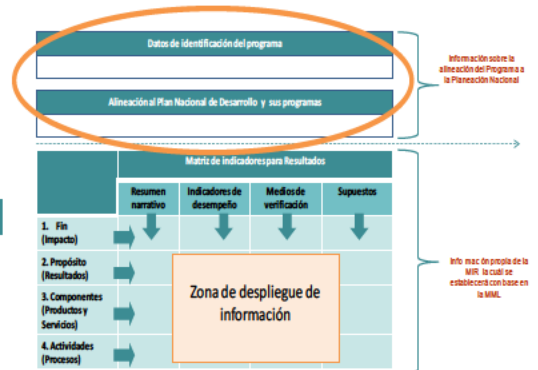 Datos de identificación del programa
Alineación al Plan Nacional de Desarrollo y sus programas
Información sobre la
alineación del Programa a
la Planeación Nacional
Matriz de indicadores para Resultados
Resumen
narrativo
Indicadores de
desempeño
Medios de
verificación
Supuestos
1. Fin
(Impacto)
2. Propósito
(Resultados)
3. Componentes
(Productos y
Servicios)
4. Actividades
(Procesos)
Zona de despliegue de
información
Información propia de la
MIR la cuál se
establecerá con base en
la MML